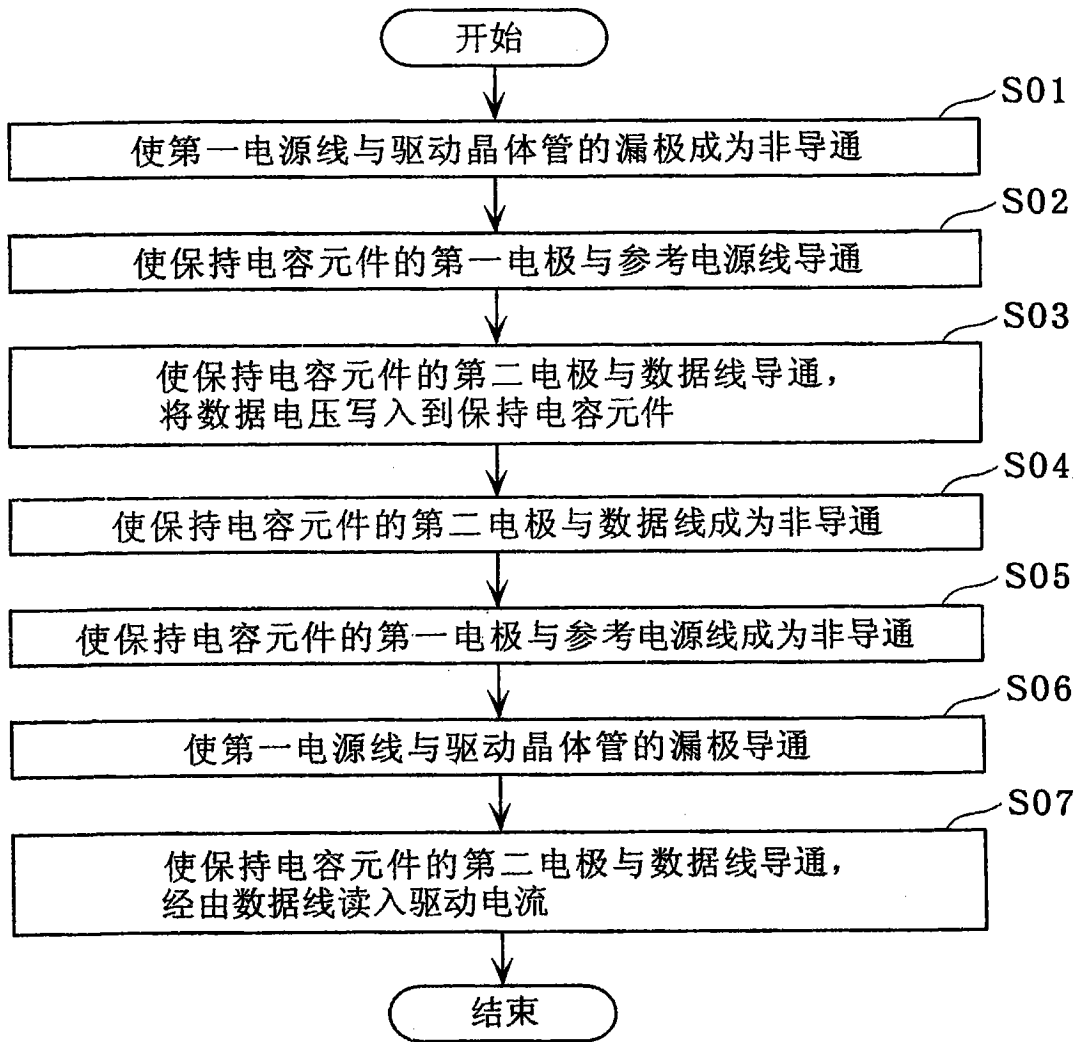 开始
S01
使第一电源线与驱动晶体管的漏极成为非导通
S02
使保持电容元件的第一电极与参考电源线导通
S03
使保持电容元件的第二电极与数据线导通，
将数据电压写入到保持电容元件
S04
使保持电容元件的第二电极与数据线成为非导通
S05
使保持电容元件的第一电极与参考电源线成为非导通
S06
使第一电源线与驱动晶体管的漏极导通
S07
使保持电容元件的第二电极与数据线导通，
经由数据线读入驱动电流
结束